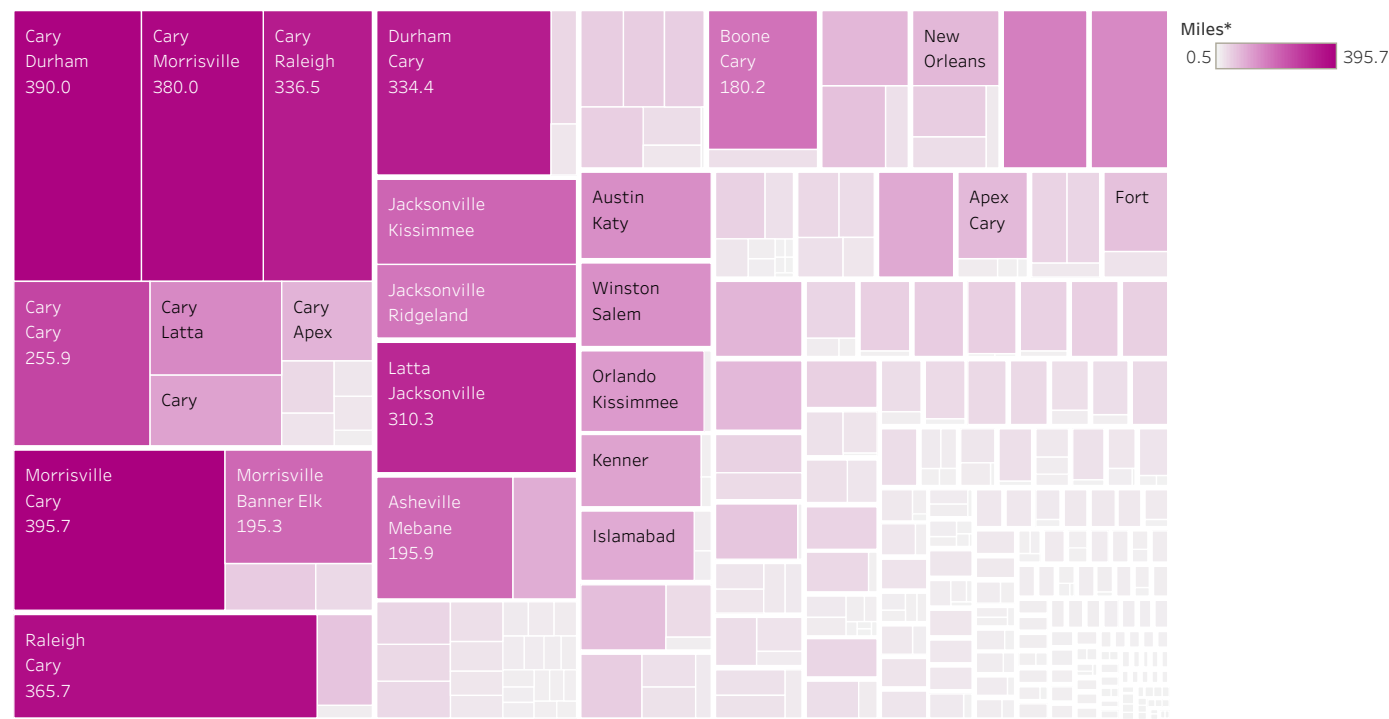 Cary
Durham
390.0
Cary
Morrisville
380.0
Cary
Raleigh
336.5
Cary
Cary
255.9
Cary
Latta
Cary
Cary
Apex
Morrisville
Cary
395.7
Morrisville
Banner Elk
195.3
Raleigh
Cary
365.7
Durham
Cary
334.4
Jacksonville
Kissimmee
Jacksonville
Ridgeland
Latta
Jacksonville
310.3
Asheville
Mebane
195.9
Austin
Katy
Winston
Salem
Orlando
Kissimmee
Kenner
Islamabad
Boone
Cary
180.2
New
Orleans
Apex
Cary
Fort
Miles*
0.5
395.7